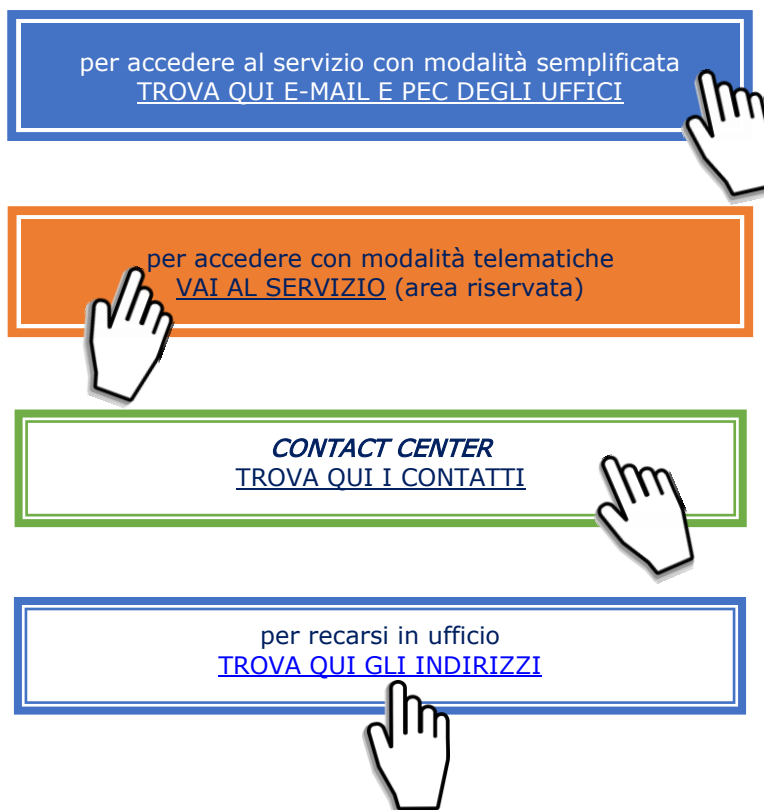 per accedere al servizio con modalità semplificata
TROVA QUI E-MAIL E PEC DEGLI UFFICI
per accedere con modalità telematiche
VAI AL SERVIZIO (area riservata)
CONTACT CENTER
TROVA QUI I CONTATTI
per recarsi in ufficio
TROVA QUI GLI INDIRIZZI